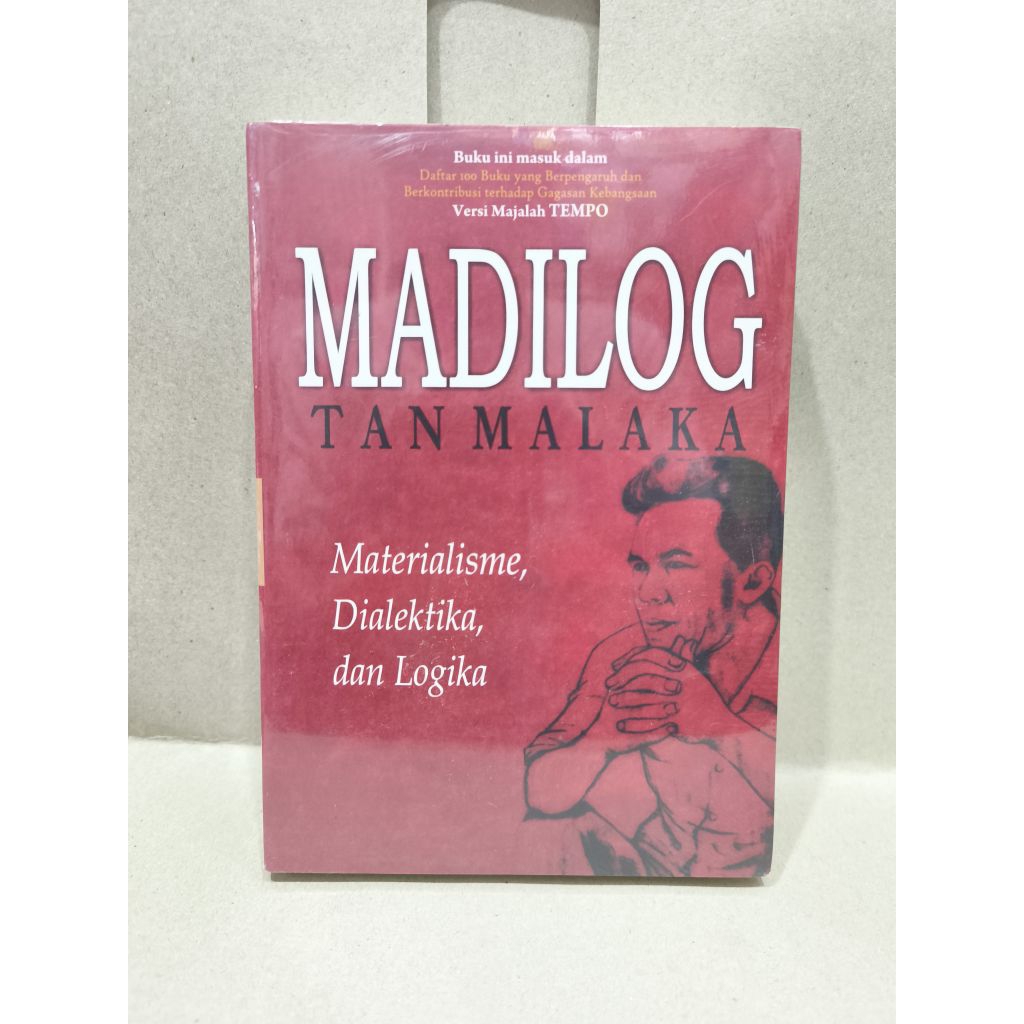 Buku ini masuk dalam
Daftar 100 Buku yang Berpengaruh dan
Berkontribusi terhadap Gagasan Kebangsaan
Versi Majalah TEMPO
MADILOG
TAN MALAKA
Materialisme,
Dialektika,
dan Logika